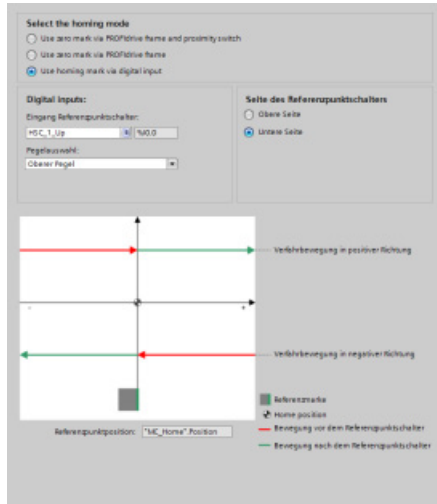 Select the homing mode
Use zero mark via PROFIdrive frame and proximity switch
Use zero mark via PROFIdrive frame
Use homing mark via digital input
Digital inputs:
Eingang Referenzpunktschalter:
HSC_1_Up
%I0.0
Pegelauswahl:
Oberer Pegel
Seite des Referenzpunktschalters
Obere Seite
Untere Seite
Verfahrbewegung in positiver Richtung
- +
Verfahrbewegung in negativer Richtung
Referenzmarke
Home position
Bewegung vor dem Referenzpunktschalter
Bewegung nach dem Referenzpunktschalter
Referenzpunktposition: "MC_Home".Position